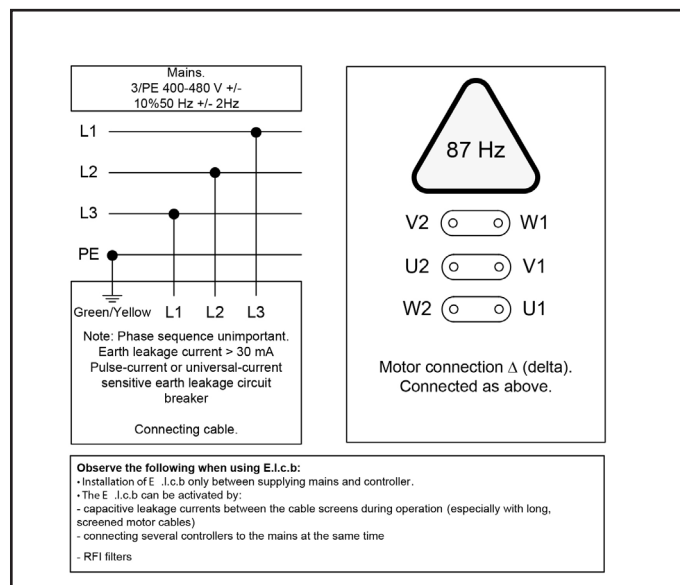 Mains.
3/PE 400-480 V +/-
10%50 Hz +/- 2Hz
L1
L2
L3
PE
Green/Yellow L1 L2 L3
Note: Phase sequence unimportant.
Earth leakage current > 30 mA
Pulse-current or universal-current
sensitive earth leakage circuit
breaker
Connecting cable.
87 Hz
V2 W1
U2 V1
W2 U1
Motor connection Δ (delta).
Connected as above.
Observe the following when using E.l.c.b:
• Installation of E .l.c.b only between supplying mains and controller.
• The E .l.c.b can be activated by:
- capacitive leakage currents between the cable screens during operation (especially with long,
screened motor cables)
- connecting several controllers to the mains at the same time
- RFI filters